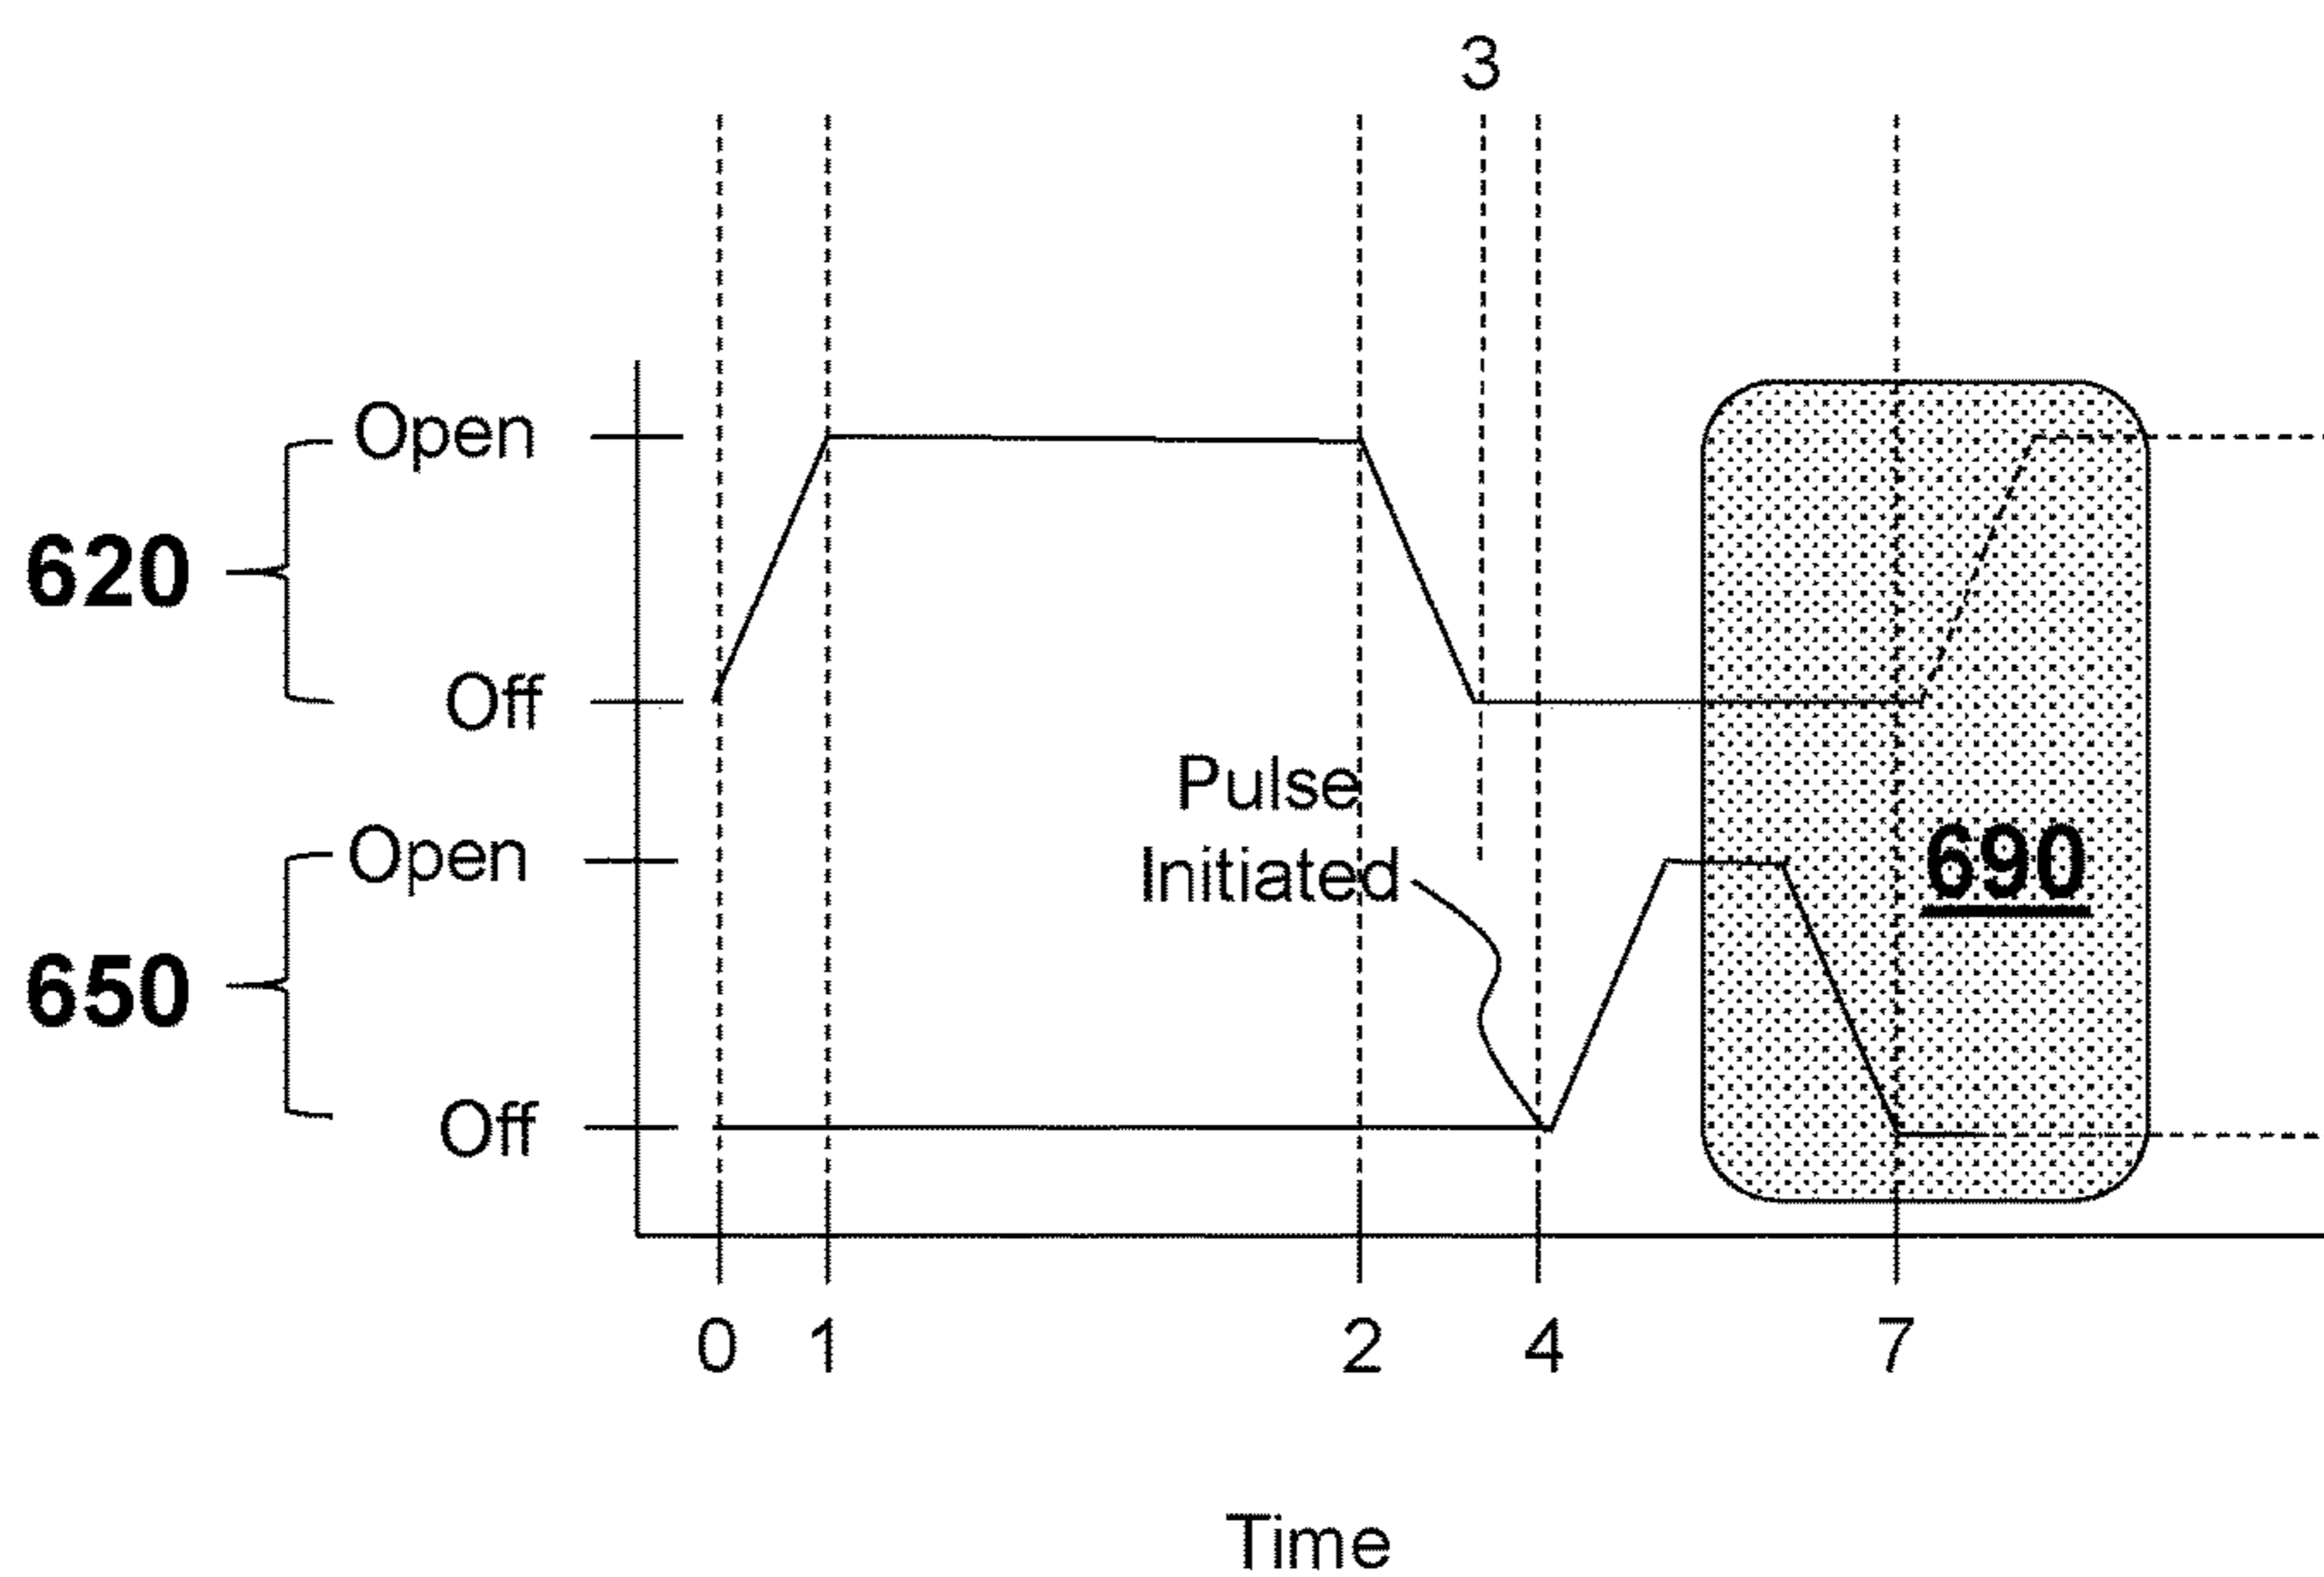 3
Open
620
Off
Pulse
Initiated
Open
690
650
Off
0 1 2 4 7
Time